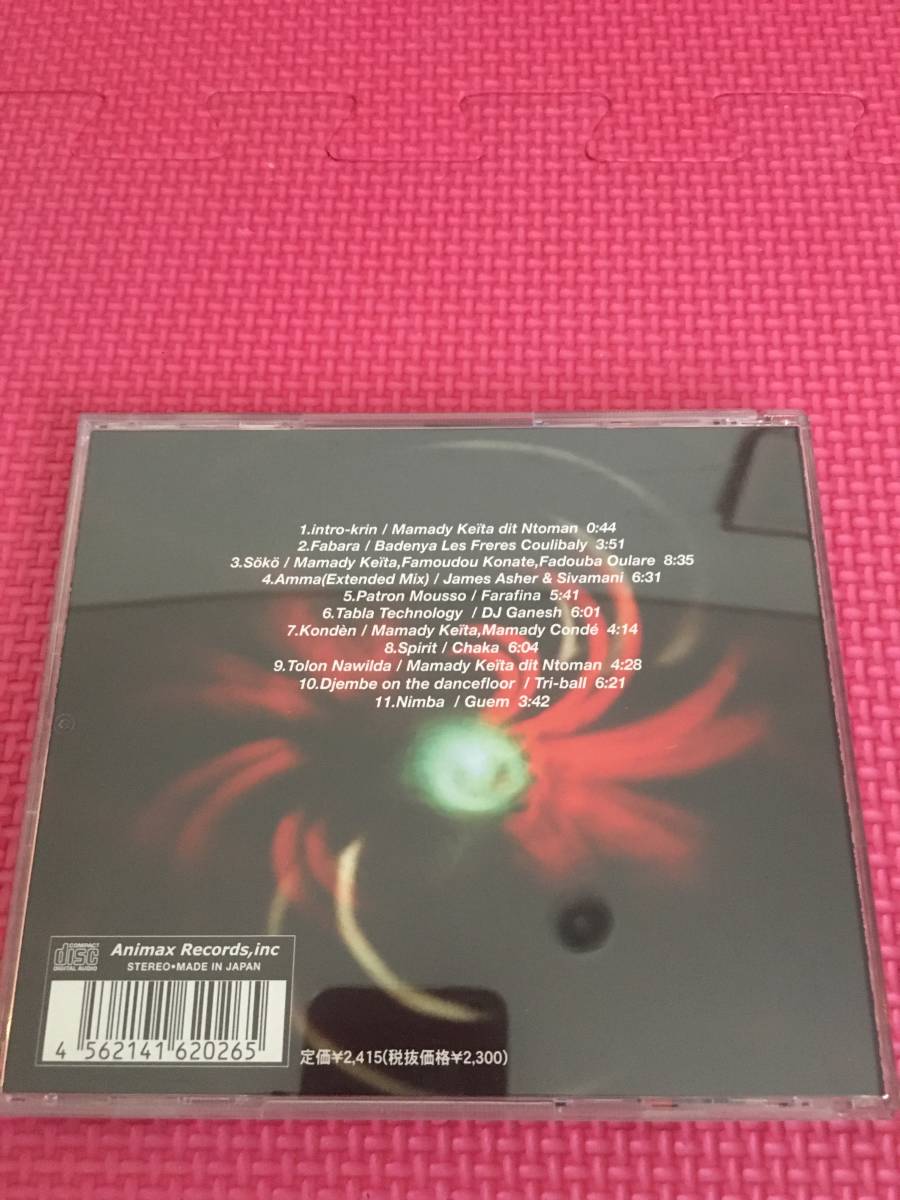 1.intro-krin / Mamady Keïta dit Ntoman 0:44
2.Fabara / Badenya Les Freres Coulibaly 3:51
3.Sökö / Mamady Keïta,Famoudou Konate,Fadouba Oulare 8:35
4.Amma(Extended Mix) / James Asher & Sivamani 6:31
5.Patron Mousso / Farafina 5:41
6.Tabla Technology / DJ Ganesh 6:01
7.Kondèn / Mamady Keïta,Mamady Condé 4:14
8.Spirit / Chaka 6:04
9.Tolon Nawilda / Mamady Keïta dit Ntoman 4:28
10.Djembe on the dancefloor / Tri-ball 6:21
11.Nimba / Guem 3:42
COMPACT
disc
DIGITAL AUDIO
Animax Records,inc
STEREO•MADE IN JAPAN
4 562141 620265
定価¥2,415(税抜価格¥2,300)